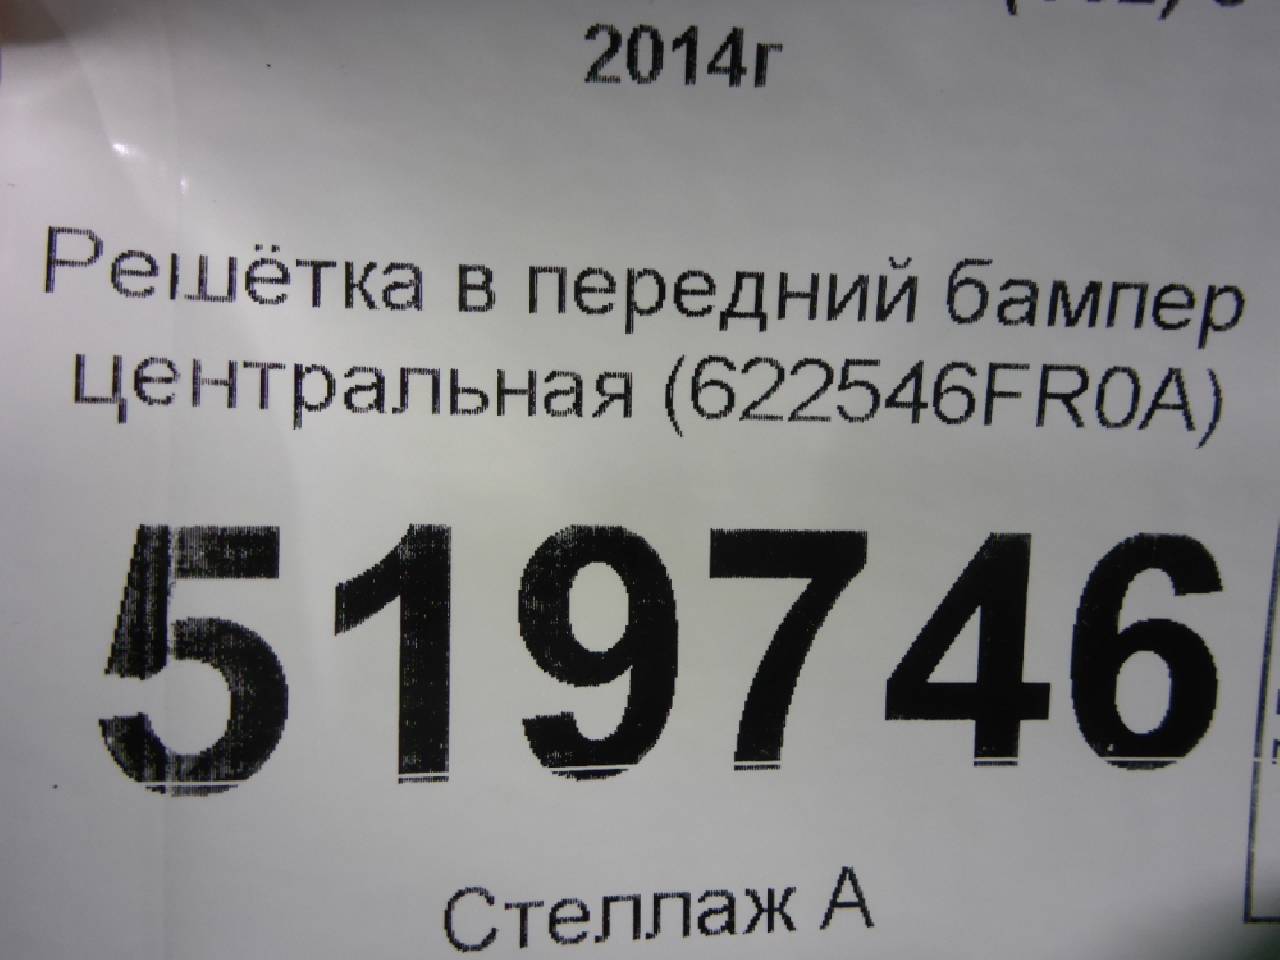 2014г
Решётка в передний бампер
центральная (622546FR0A)
519746
Стеллаж А